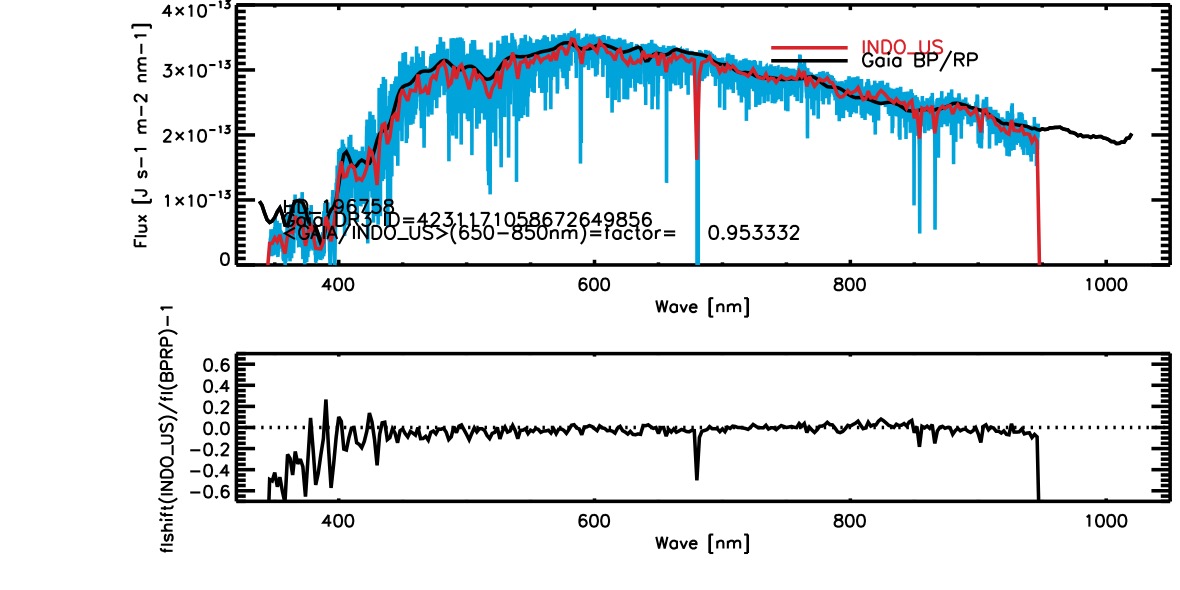 4×10−13
3×10−13
2×10−13
1×10−13
0
Flux [J s−1 m−2 nm−1]
INDO_US
Gaia BP/RP
HD_196758
Gaia DR3 ID=4231171058672649856
<GAIA/INDO_US>(650−850nm)=factor= 0.953332
400 600 800 1000
Wave [nm]
flshift(INDO_US)/fl(BPRP)−1
0.6
0.4
0.2
0.0
−0.2
−0.4
−0.6
400 600 800 1000
Wave [nm]